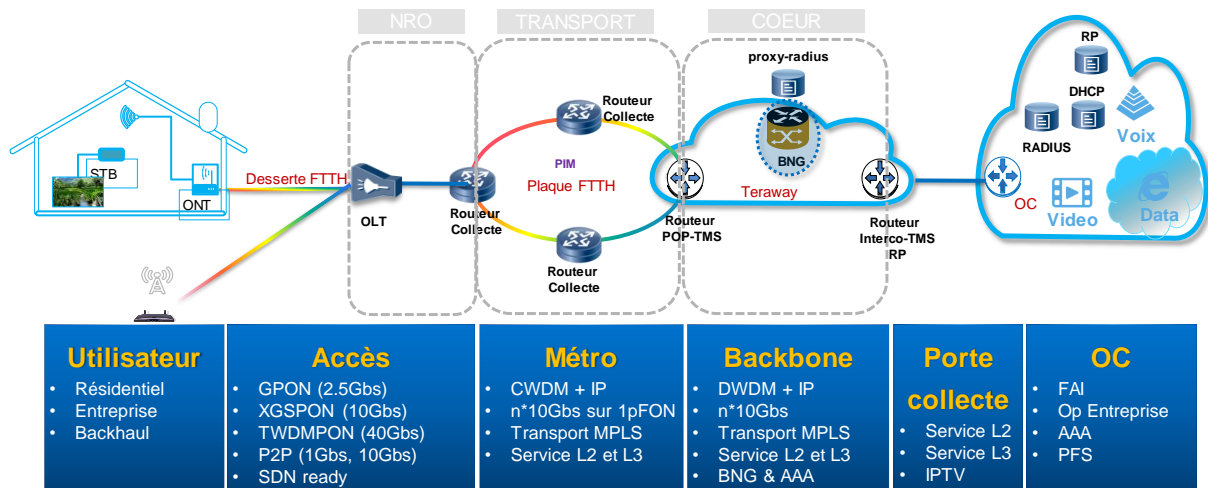 NRO
TRANSPORT
COEUR
proxy-radius
RP
DHCP
RADIUS
Voix
Routeur
Collecte
PIM
Plaque FTTH
BNG
Teraway
STB
ONT
Desserte FTTH
OLT
Routeur
Collecte
Routeur
POP-TMS
Routeur
Interco-TMS
RP
OC
Video
Data
Routeur
Collecte
Utilisateur
• Résidentiel
• Entreprise
• Backhaul
Accès
• GPON (2.5Gbs)
• XGSPON (10Gbs)
• TWDMPON (40Gbs)
• P2P (1Gbs, 10Gbs)
• SDN ready
Métro
• CWDM + IP
• n*10Gbs sur 1pFON
• Transport MPLS
• Service L2 et L3
Backbone
• DWDM + IP
• n*10Gbs
• Transport MPLS
• Service L2 et L3
• BNG & AAA
Porte
collecte
• Service L2
• Service L3
• IPTV
OC
• FAI
• Op Entreprise
• AAA
• PFS